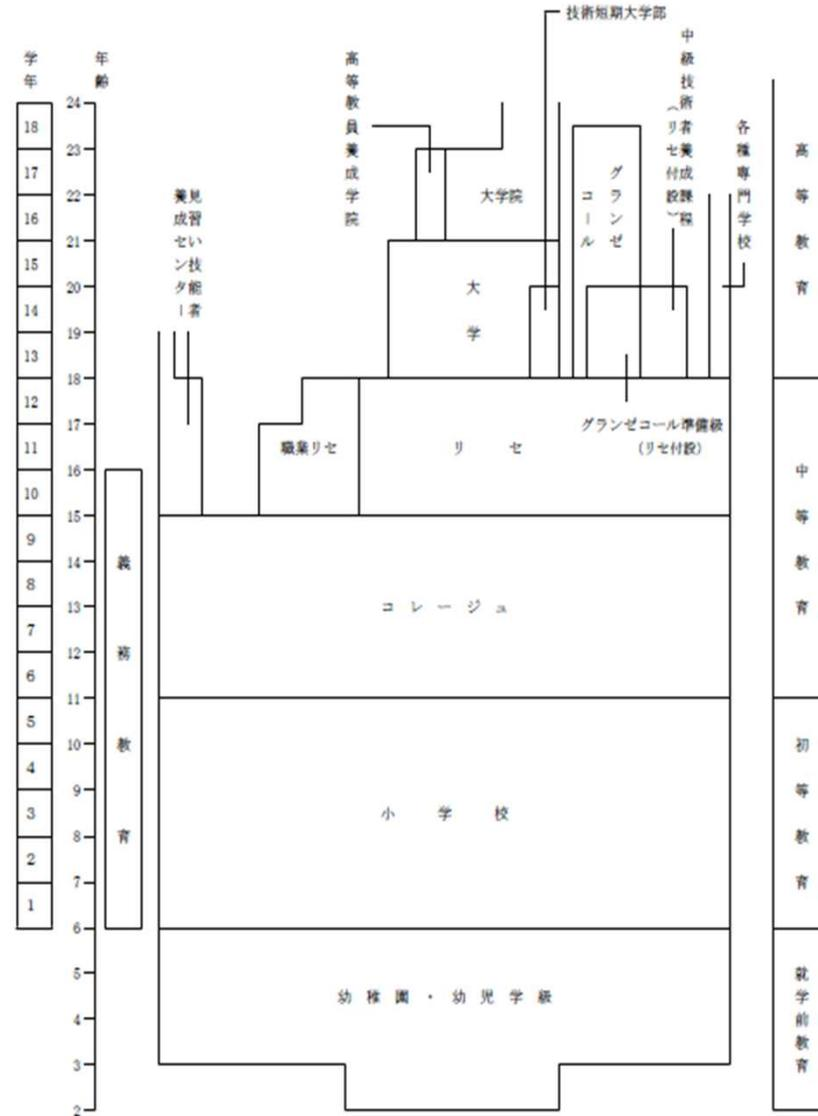 技術短期大学部
中級技術者養成課程
（リセ付設）
学年
年齢
高等教員養成学院
各種専門学校
24
18
23
17
22
16
21
15
20
14
19
13
18
12
17
11
16
10
15
9
14
8
13
7
12
6
11
5
10
4
9
3
8
2
7
1
6
5
4
3
2
見習い技能者
養成センター
大学院
グランゼ
コール
大学
高等教育
職業リセ
リセ
グランゼコール準備級
（リセ付設）
中等教育
義務教育
コレージュ
小学校
初等教育
幼稚園・幼児学級
就学前教育